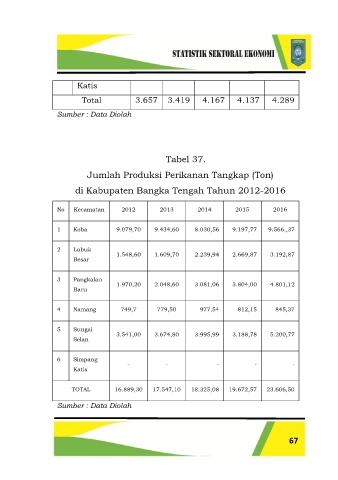 STATISTIK SEKTORAL EKONOMI
Katis
Total 3.657 3.419 4.167 4.137 4.289
Sumber : Data Diolah
Tabel 37.
Jumlah Produksi Perikanan Tangkap (Ton)
di Kabupaten Bangka Tengah Tahun 2012-2016
No Kecamatan 2012 2013 2014 2015 2016
1 Koba 9.079,70 9.434,60 8.030,56 9.197,77 9.566,,37
2 Lubuk Besar 1.548,60 1.609,70 2.239,94 2.669,87 3.192,87
3 Pangkalan Baru 1.970,20 2.048,60 3.081,06 3.804,00 4.801,12
4 Namang 749,7 779,50 977,54 812,15 845,37
5 Sungai Selan 3.541,00 3.674,80 3.995,99 3.188,78 5.200,77
6 Simpang Katis - - - - -
TOTAL 16.889,30 17.547,10 18.325,08 19.672,57 23.606,50
Sumber : Data Diolah
67